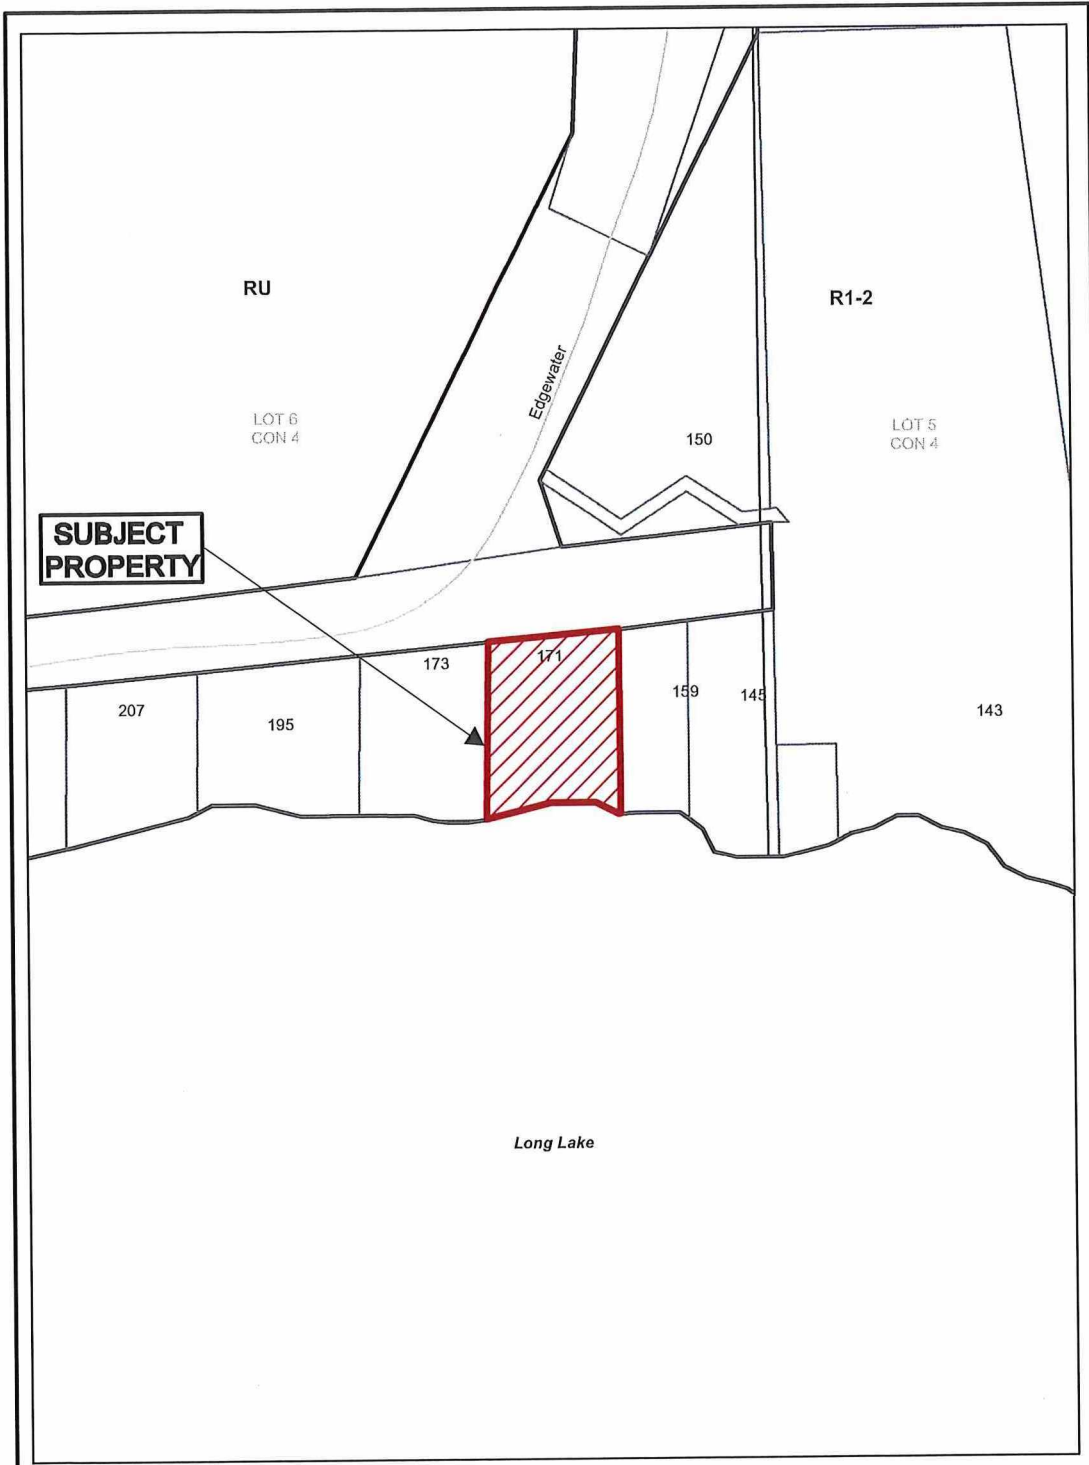 RU
R1-2
Edgewater
LOT 6
CON 4
150
LOT 5
CON 4
SUBJECT
PROPERTY
173
171
159
145
207
195
143
Long Lake